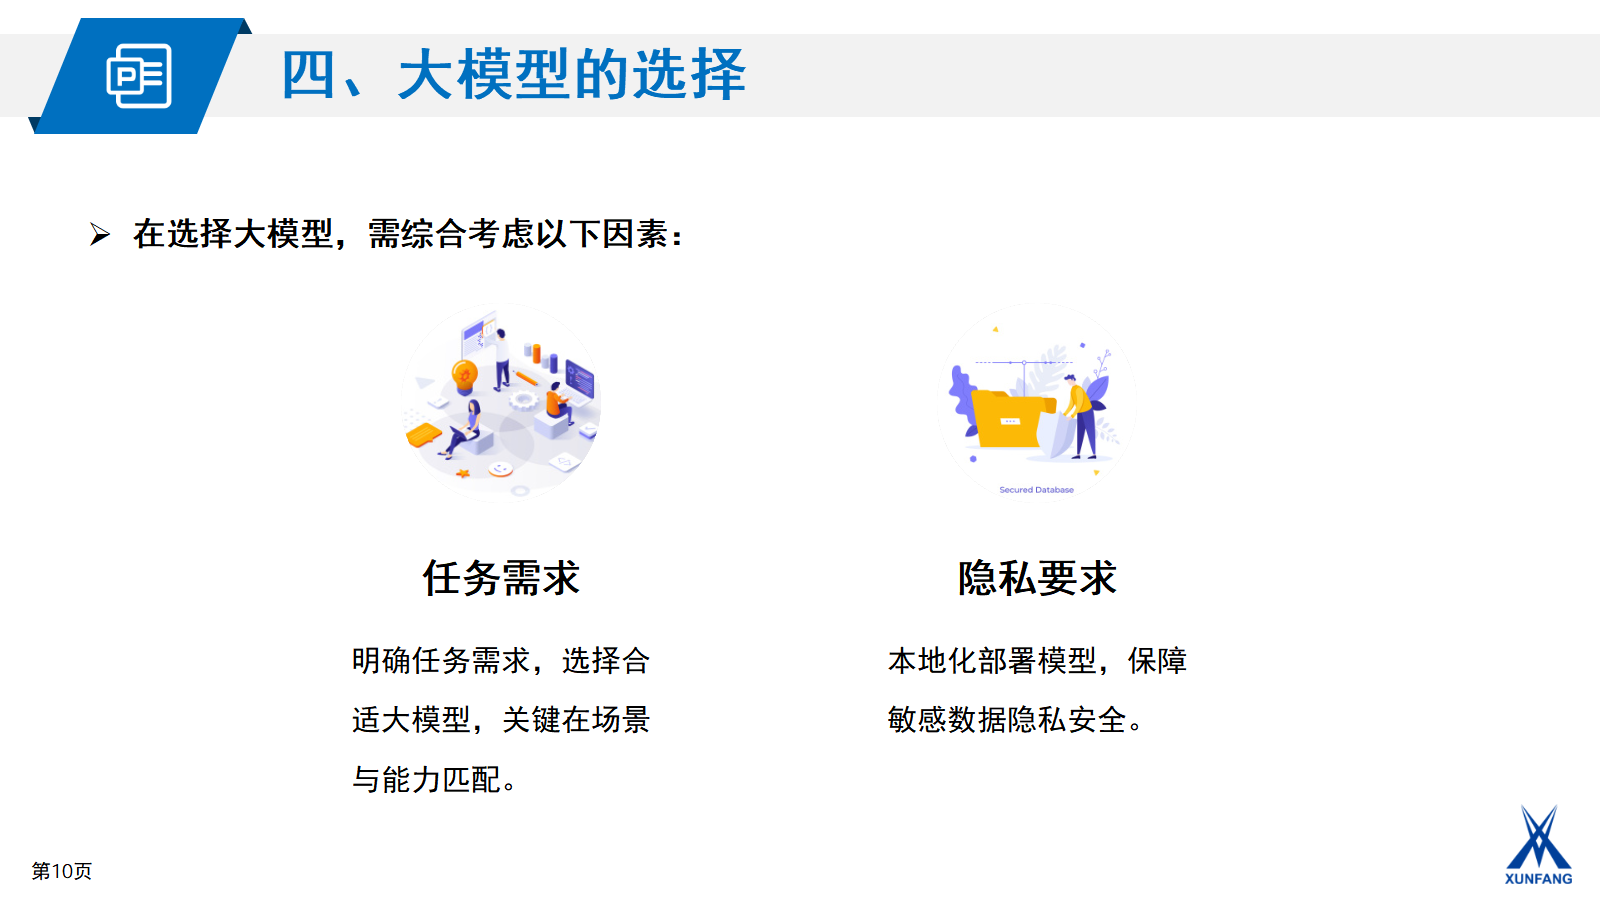 四、大模型的选择
在选择大模型，需综合考虑以下因素：
Secured Database
任务需求
隐私要求
明确任务需求，选择合
适大模型，关键在场景
与能力匹配。
本地化部署模型，保障
敏感数据隐私安全。
第10页
XUNFANG